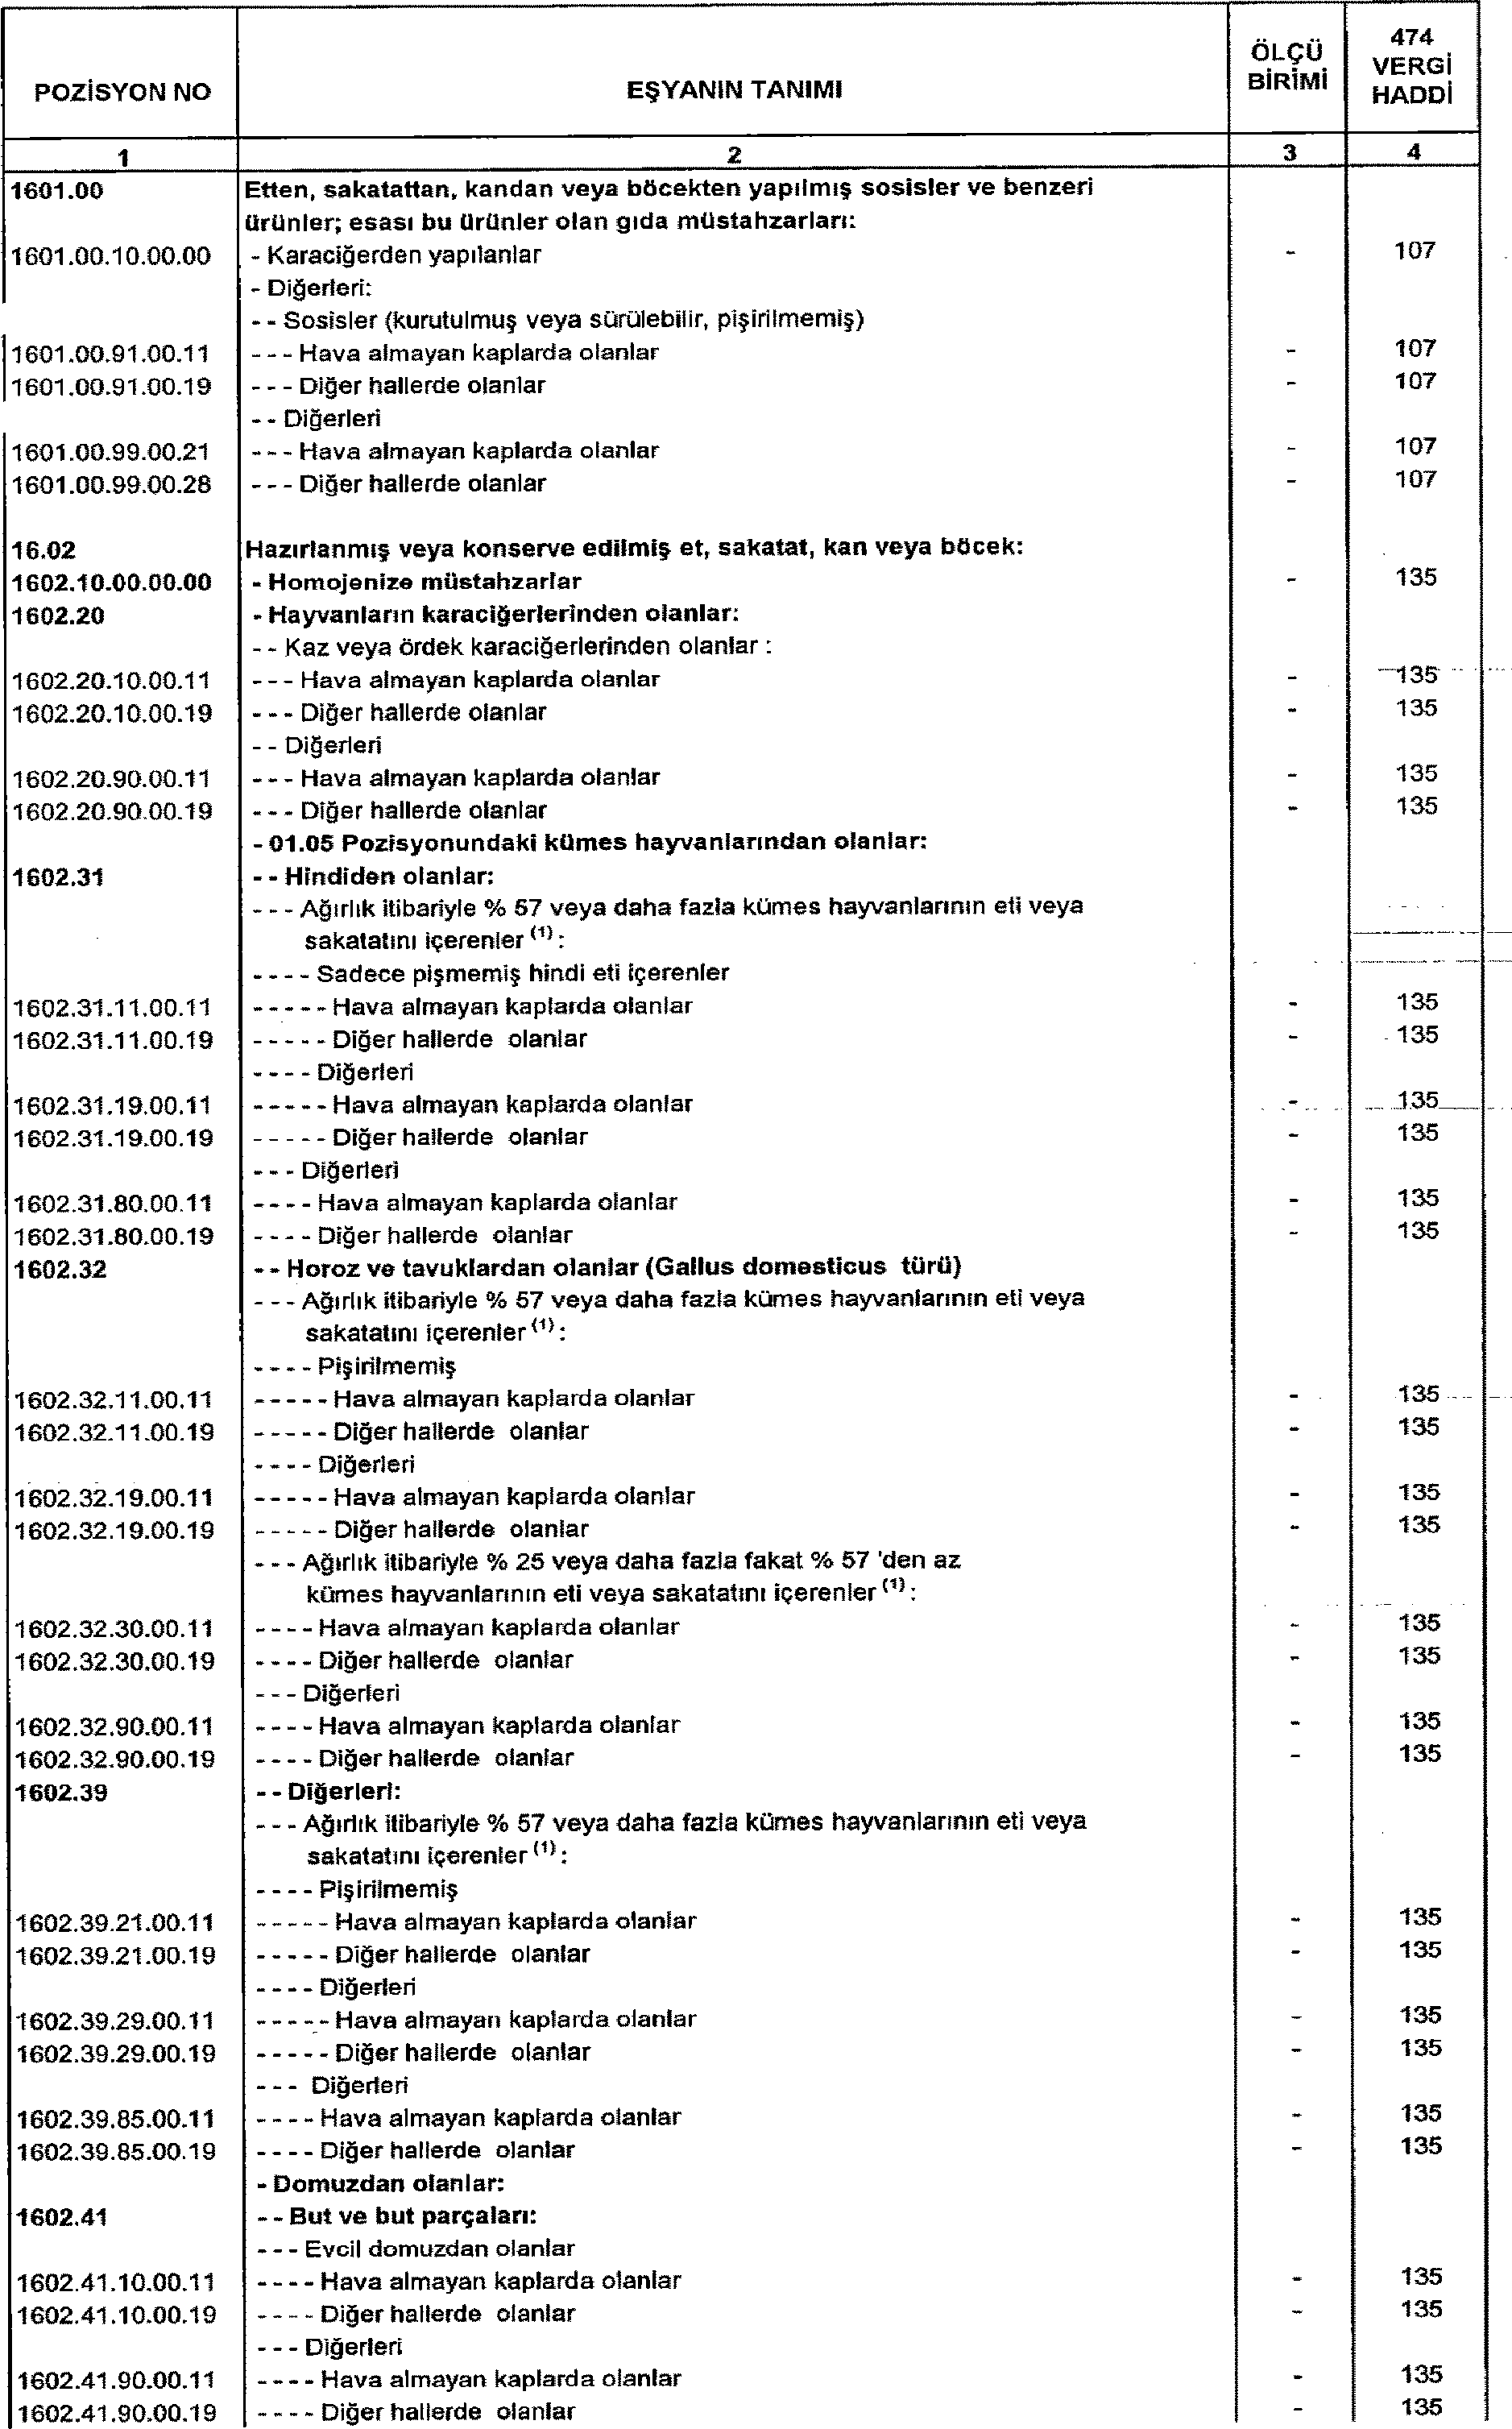 POZİSYON NO EŞYANIN TANIMI ÖLÇÜ BİRİMİ 474 VERGİ HADDİ
1 2 3 4
1601.00 Etten, sakatattan, kandan veya böcekten yapılmış sosisler ve benzeri
ürünler; esası bu ürünler olan gıda müstahzarları:
1601.00.10.00.00 - Karaciğerden yapılanlar - 107
- Diğerleri:
- - Sosisler (kurutulmuş veya sürülebilir, pişirilmemiş)
1601.00.91.00.11 - - - Hava almayan kaplarda olanlar - 107
1601.00.91.00.19 - - - Diğer hallerde olanlar - 107
- - Diğerleri
1601.00.99.00.21 - - - Hava almayan kaplarda olanlar - 107
1601.00.99.00.28 - - - Diğer hallerde olanlar - 107
16.02 Hazırlanmış veya konserve edilmiş et, sakatat, kan veya böcek:
1602.10.00.00.00 - Homojenize müstahzarlar - 135
1602.20 - Hayvanların karaciğerlerinden olanlar:
- - Kaz veya ördek karaciğerlerinden olanlar :
1602.20.10.00.11 - - - Hava almayan kaplarda olanlar - 135
1602.20.10.00.19 - - - Diğer hallerde olanlar - 135
- - Diğerleri
1602.20.90.00.11 - - - Hava almayan kaplarda olanlar - 135
1602.20.90.00.19 - - - Diğer hallerde olanlar - 135
- 01.05 Pozisyonundaki kümes hayvanlarından olanlar:
1602.31 - - Hindiden olanlar:
- - - Ağırlık itibariyle % 57 veya daha fazla kümes hayvanlarının eti veya
sakatatını içerenler (1) :
- - - - Sadece pişmemiş hindi eti içerenler
1602.31.11.00.11 - - - - - Hava almayan kaplarda olanlar - 135
1602.31.11.00.19 - - - - - Diğer hallerde olanlar - 135
- - - - Diğerleri
1602.31.19.00.11 - - - - - Hava almayan kaplarda olanlar - 135
1602.31.19.00.19 - - - - - Diğer hallerde olanlar - 135
- - - Diğerleri
1602.31.80.00.11 - - - - Hava almayan kaplarda olanlar - 135
1602.31.80.00.19 - - - - Diğer hallerde olanlar - 135
1602.32 - - Horoz ve tavuklardan olanlar (Gallus domesticus türü)
- - - Ağırlık itibariyle % 57 veya daha fazla kümes hayvanlarının eti veya
sakatatını içerenler (1) :
- - - - Pişirilmemiş
1602.32.11.00.11 - - - - - Hava almayan kaplarda olanlar - 135
1602.32.11.00.19 - - - - - Diğer hallerde olanlar - 135
- - - - Diğerleri
1602.32.19.00.11 - - - - - Hava almayan kaplarda olanlar - 135
1602.32.19.00.19 - - - - - Diğer hallerde olanlar - 135
- - - Ağırlık itibariyle % 25 veya daha fazla fakat % 57 'den az
kümes hayvanlarının eti veya sakatatını içerenler (1) :
1602.32.30.00.11 - - - - Hava almayan kaplarda olanlar - 135
1602.32.30.00.19 - - - - Diğer hallerde olanlar - 135
- - - Diğerleri
1602.32.90.00.11 - - - - Hava almayan kaplarda olanlar - 135
1602.32.90.00.19 - - - - Diğer hallerde olanlar - 135
1602.39 - - Diğerleri:
- - - Ağırlık itibariyle % 57 veya daha fazla kümes hayvanlarının eti veya
sakatatını içerenler (1) :
- - - - Pişirilmemiş
1602.39.21.00.11 - - - - - Hava almayan kaplarda olanlar - 135
1602.39.21.00.19 - - - - - Diğer hallerde olanlar - 135
- - - - Diğerleri
1602.39.29.00.11 - - - - - Hava almayan kaplarda olanlar - 135
1602.39.29.00.19 - - - - - Diğer hallerde olanlar - 135
- - - Diğerleri
1602.39.85.00.11 - - - - Hava almayan kaplarda olanlar - 135
1602.39.85.00.19 - - - - Diğer hallerde olanlar - 135
- Domuzdan olanlar:
1602.41 - - But ve but parçaları:
- - - Evcil domuzdan olanlar
1602.41.10.00.11 - - - - Hava almayan kaplarda olanlar - 135
1602.41.10.00.19 - - - - Diğer hallerde olanlar - 135
- - - Diğerleri
1602.41.90.00.11 - - - - Hava almayan kaplarda olanlar - 135
1602.41.90.00.19 - - - - Diğer hallerde olanlar - 135